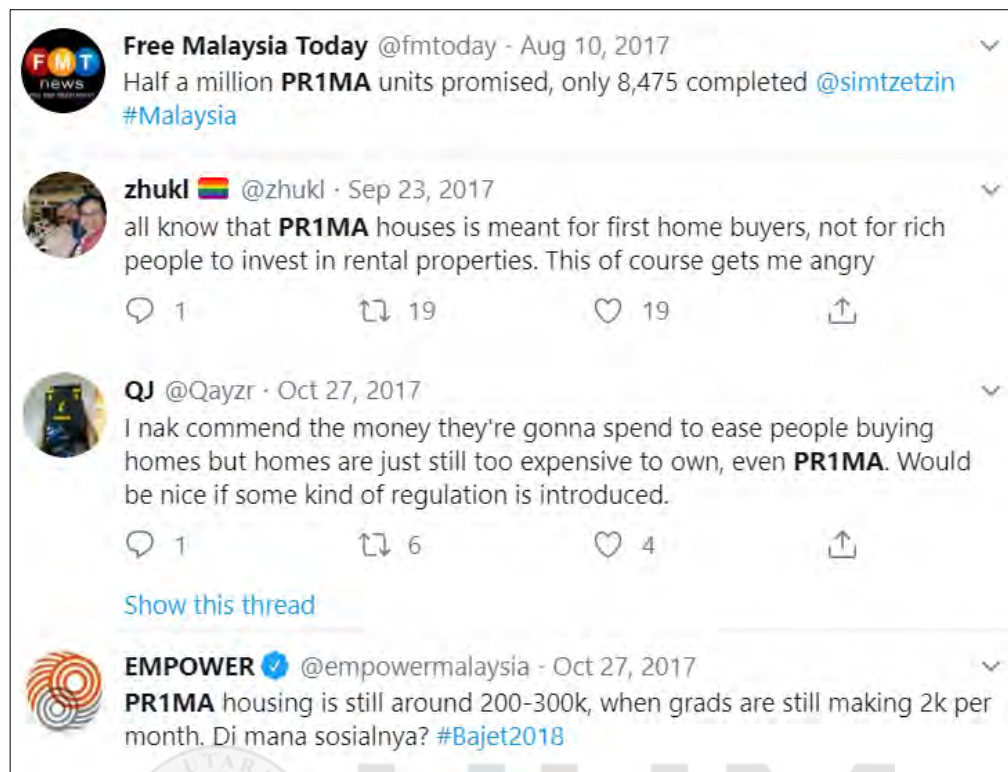 Free Malaysia Today @fmtoday · Aug 10, 2017
FMT
news
Half a million PR1MA units promised, only 8,475 completed @simtzetzin
#Malaysia
zhukl 🏳️‍🌈 @zhukl · Sep 23, 2017
all know that PR1MA houses is meant for first home buyers, not for rich
people to invest in rental properties. This of course gets me angry
1 19 19
QJ @Qayzr · Oct 27, 2017
I nak commend the money they're gonna spend to ease people buying
homes but homes are just still too expensive to own, even PR1MA. Would
be nice if some kind of regulation is introduced.
1 6 4
Show this thread
EMPOWER @empowermalaysia · Oct 27, 2017
PR1MA housing is still around 200-300k, when grads are still making 2k per
month. Di mana sosialnya? #Bajet2018
UTARA